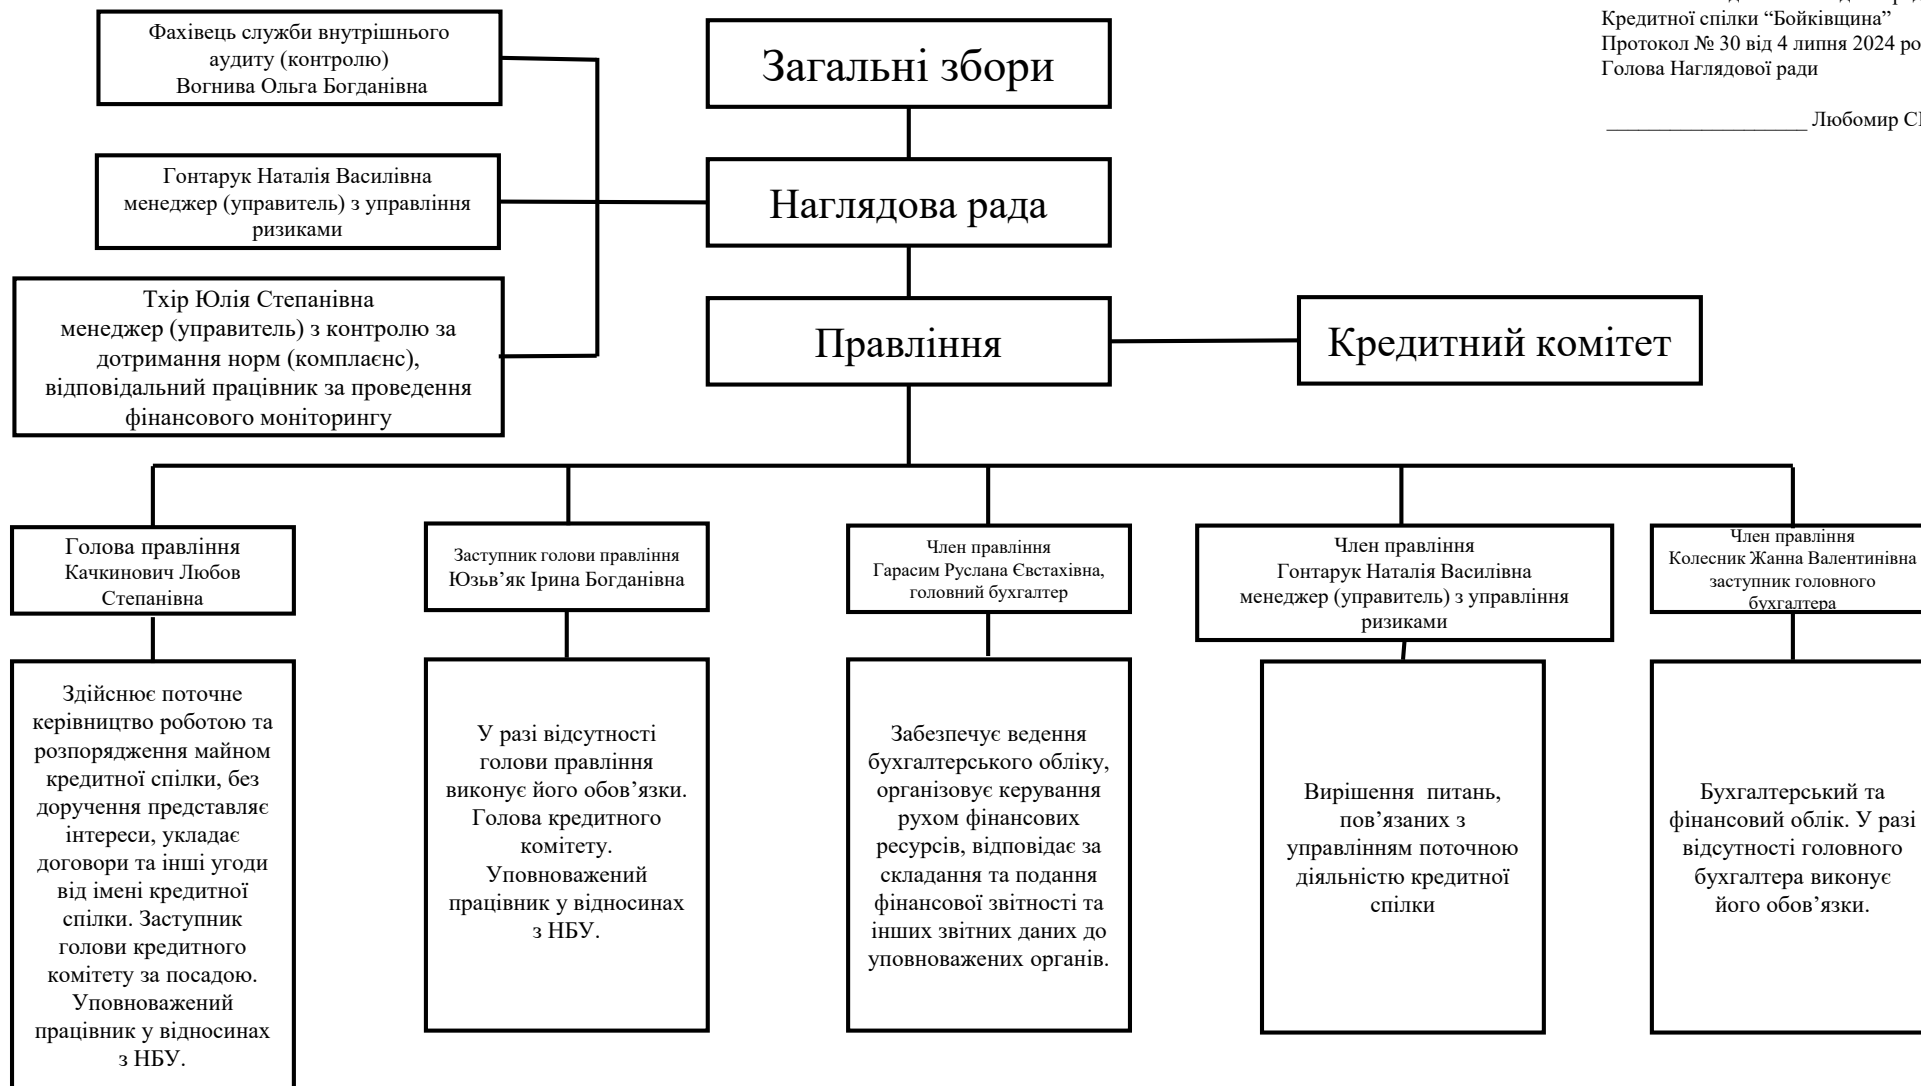 Кредитної спілки “Бойківщина”
Протокол № 30 від 4 липня 2024
Голова Наглядової ради
___________________ Любомир
Фахівець служби внутрішнього
аудиту (контролю)
Вогнива Ольга Богданівна
Загальні збори
Гонтарук Наталія Василівна
менеджер (управитель) з управління
ризиками
Наглядова рада
Тхір Юлія Степанівна
менеджер (управитель) з контролю за
дотримання норм (комплаєнс),
відповідальний працівник за проведення
фінансового моніторингу
Правління
Кредитний комітет
Голова правління
Качкинович Любов
Степанівна
Заступник голови правління
Юзьв’як Ірина Богданівна
Член правління
Гарасим Руслана Євстахівна,
головний бухгалтер
Член правління
Гонтарук Наталія Василівна
менеджер (управитель) з управління
ризиками
Член правління
Колесник Жанна Валентинівна
заступник головного
бухгалтера
Здійснює поточне
керівництво роботою та
розпорядження майном
кредитної спілки, без
доручення представляє
інтереси, укладає
договори та інші угоди
від імені кредитної
спілки. Заступник
голови кредитного
комітету за посадою.
Уповноважений
працівник у відносинах
з НБУ.
У разі відсутності
голови правління
виконує його обов’язки.
Голова кредитного
комітету.
Уповноважений
працівник у відносинах
з НБУ.
Забезпечує ведення
бухгалтерського обліку,
організовує керування
рухом фінансових
ресурсів, відповідає за
складання та подання
фінансової звітності та
інших звітних даних до
уповноважених органів.
Вирішення  питань,
пов’язаних з
управлінням поточною
діяльністю кредитної
спілки
Бухгалтерський та
фінансовий облік. У разі
відсутності головного
бухгалтера виконує
його обов’язки.